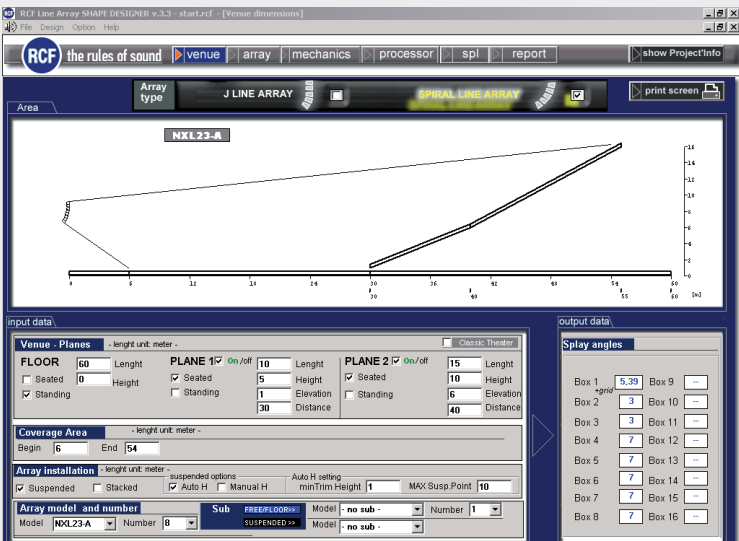 RCF Line Array SHAPE DESIGNER v.3.3 - start.rcf - [Venue dimensions]
File Design Option Help
RCF the rules of sound venue array mechanics processor spl report show Project'Info
Array type J LINE ARRAY SPIRAL LINE ARRAY print screen
Area
NXL23-A
16
12
10
8
6
4
2
0
0 6 12 18 24 30 36 42 48 54 60
30 40 55 60 [m]
input data
Venue - Planes - lenght unit: meter - Classic Theater
FLOOR 60 Lenght
Seated 0 Height
Standing
PLANE 1 On/off 10 Lenght
Seated 5 Height
Standing 1 Elevation
30 Distance
PLANE 2 On/off 15 Lenght
Seated 10 Height
Standing 6 Elevation
40 Distance
Coverage Area - lenght unit: meter -
Begin 6 End 54
Array installation - lenght unit: meter -
Suspended Stacked
suspended options
Auto H Manual H
Auto H setting
minTrim Height 1 MAX Susp.Point 10
Array model and number
Model NXL23-A Number 8
Sub FREE/FLOOR>> Model - no sub - Number 1
SUSPENDED >> Model - no sub -
output data
Splay angles
Box 1 5,39 Box 9 --
+grid
Box 2 3 Box 10 --
Box 3 3 Box 11 --
Box 4 7 Box 12 --
Box 5 7 Box 13 --
Box 6 7 Box 14 --
Box 7 7 Box 15 --
Box 8 7 Box 16 --